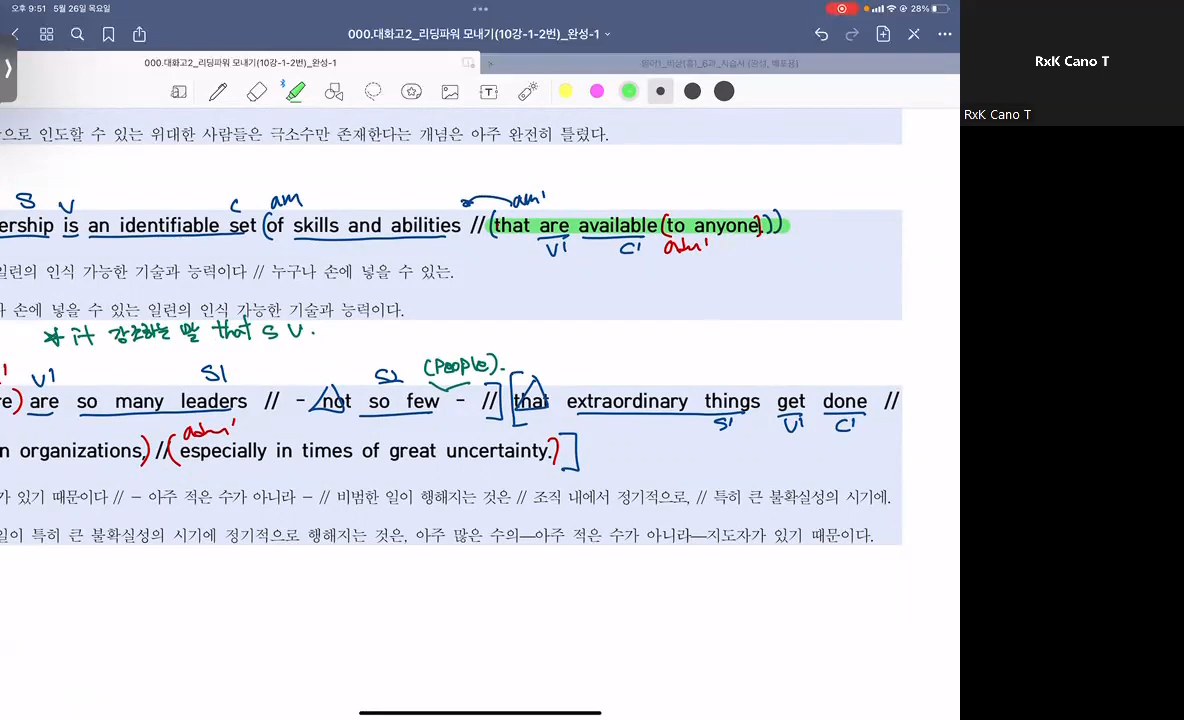 오후 9:51 5월 26일 목요일
28%
000.대화고2_리딩파워 모내기(10강-1-2번)_완성-1
000.대화고2_리딩파워 모내기(10강-1-2번)_완성-1
RxK Cano T
RxK Cano T
으로 인도할 수 있는 위대한 사람들은 극소수만 존재한다는 개념은 아주 완전히 틀렸다.
S V C am am'
ership is an identifiable set (of skills and abilities // (that are available (to anyone)))
V' C' adm'
일련의 인식 가능한 기술과 능력이다 // 누구나 손에 넣을 수 있는.
나 손에 넣을 수 있는 일련의 인식 가능한 기술과 능력이다.
* it 강조하는 말 that S V.
V' S1 S2 (people).
re) are so many leaders // - not so few - //] [that extraordinary things get done //
S' V' C'
adm'
n organizations,) // (especially in times of great uncertainty.)]
가 있기 때문이다 // - 아주 적은 수가 아니라 - // 비범한 일이 행해지는 것은 // 조직 내에서 정기적으로, // 특히 큰 불확실성의 시기에.
일이 특히 큰 불확실성의 시기에 정기적으로 행해지는 것은, 아주 많은 수의—아주 적은 수가 아니라—지도자가 있기 때문이다.